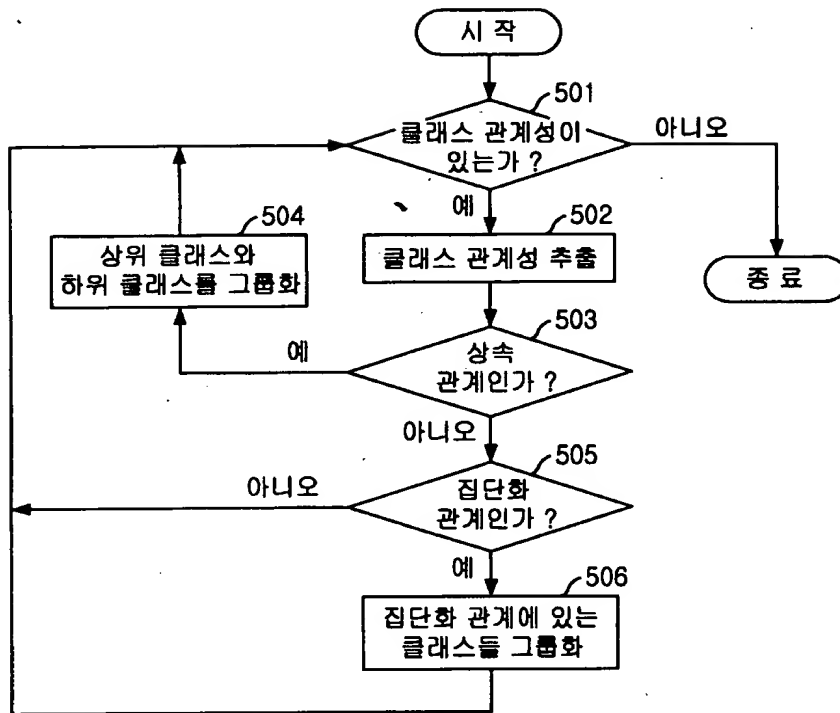 시 작
501
클래스 관계성이
있는가 ?
아니오
예
502
클래스 관계성 추출
504
상위 클래스와
하위 클래스를 그룹화
종 료
503
상속
관계인가 ?
예
아니오
505
집단화
관계인가 ?
아니오
예
506
집단화 관계에 있는
클래스들 그룹화